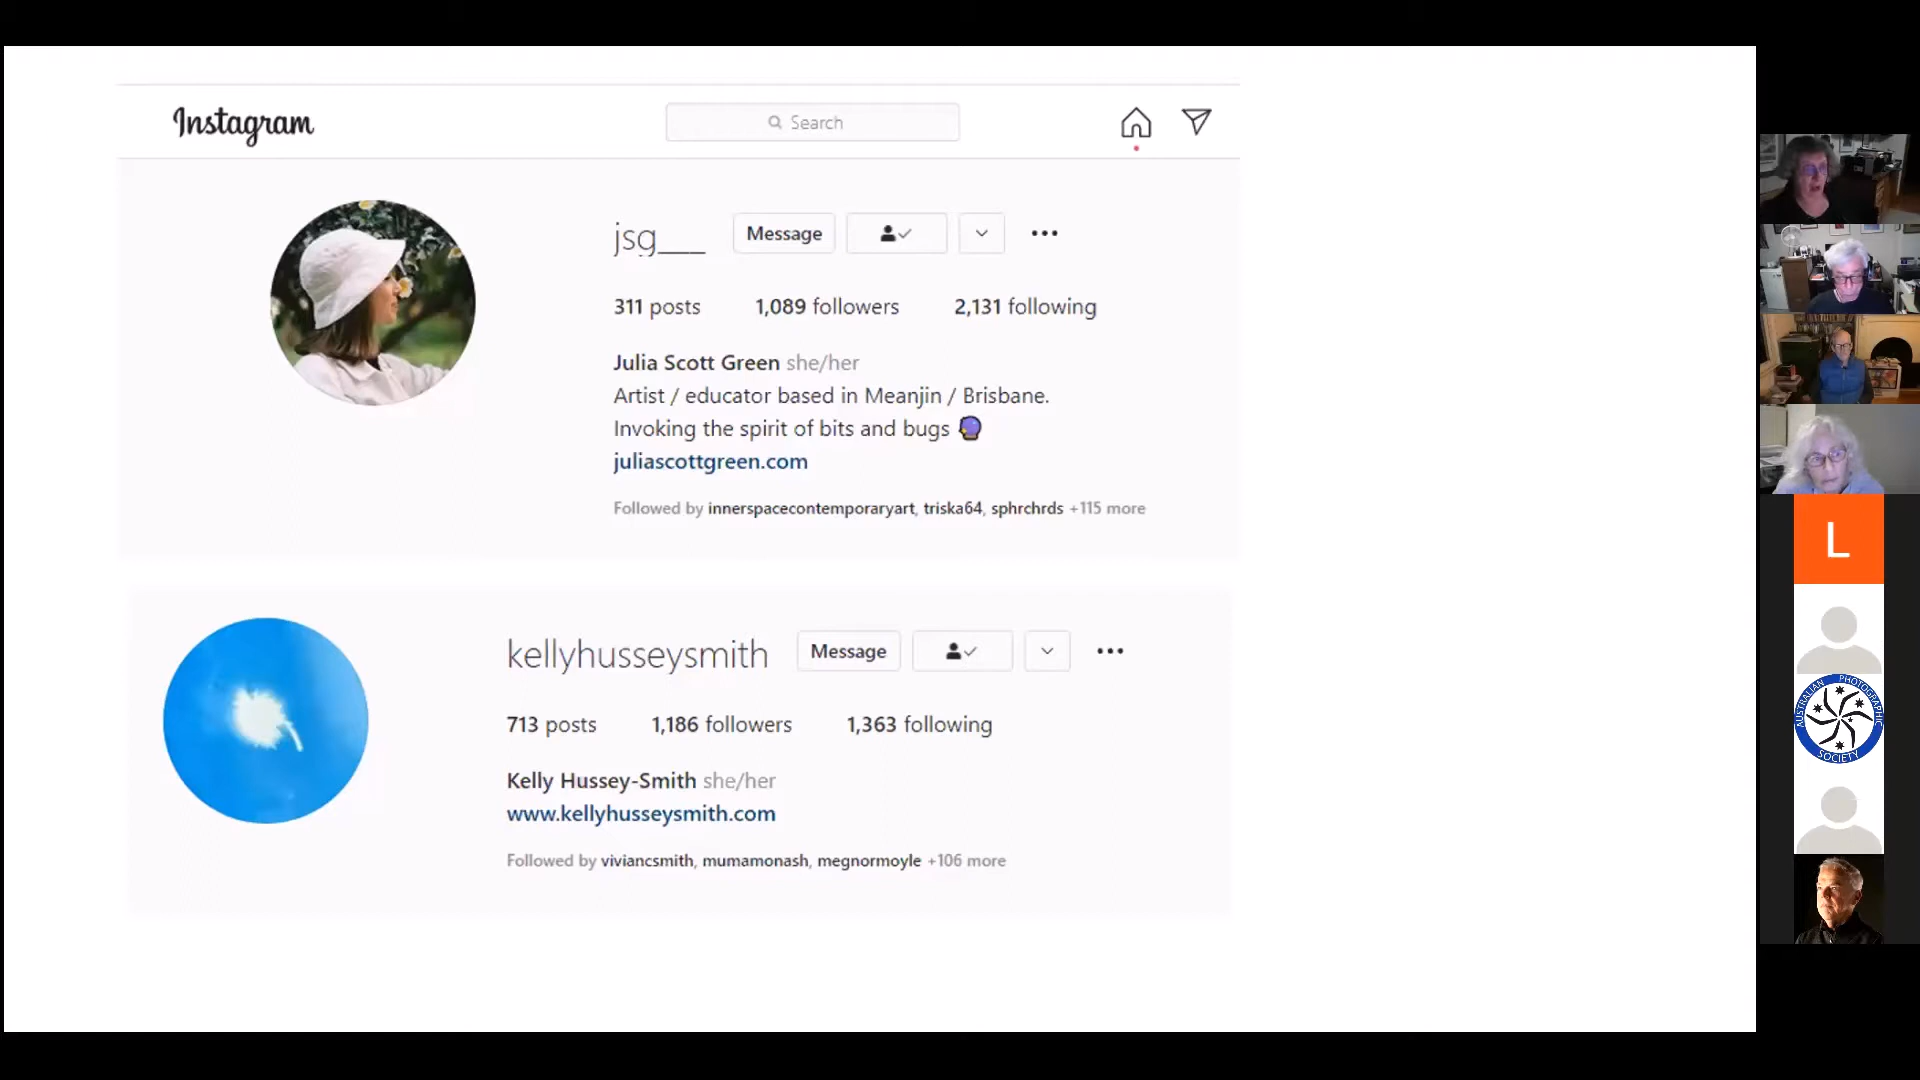 Instagram
Search
jsg___ Message
311 posts 1,089 followers 2,131 following
Julia Scott Green she/her
Artist / educator based in Meanjin / Brisbane.
Invoking the spirit of bits and bugs 🔮
juliascottgreen.com
Followed by innerspacecontemporaryart, triska64, sphrchrds +115 more
kellyhusseysmith Message
713 posts 1,186 followers 1,363 following
Kelly Hussey-Smith she/her
www.kellyhusseysmith.com
Followed by viviancsmith, mumamonash, megnormoyle +106 more
L
AUSTRALIAN PHOTOGRAPHIC
SOCIETY